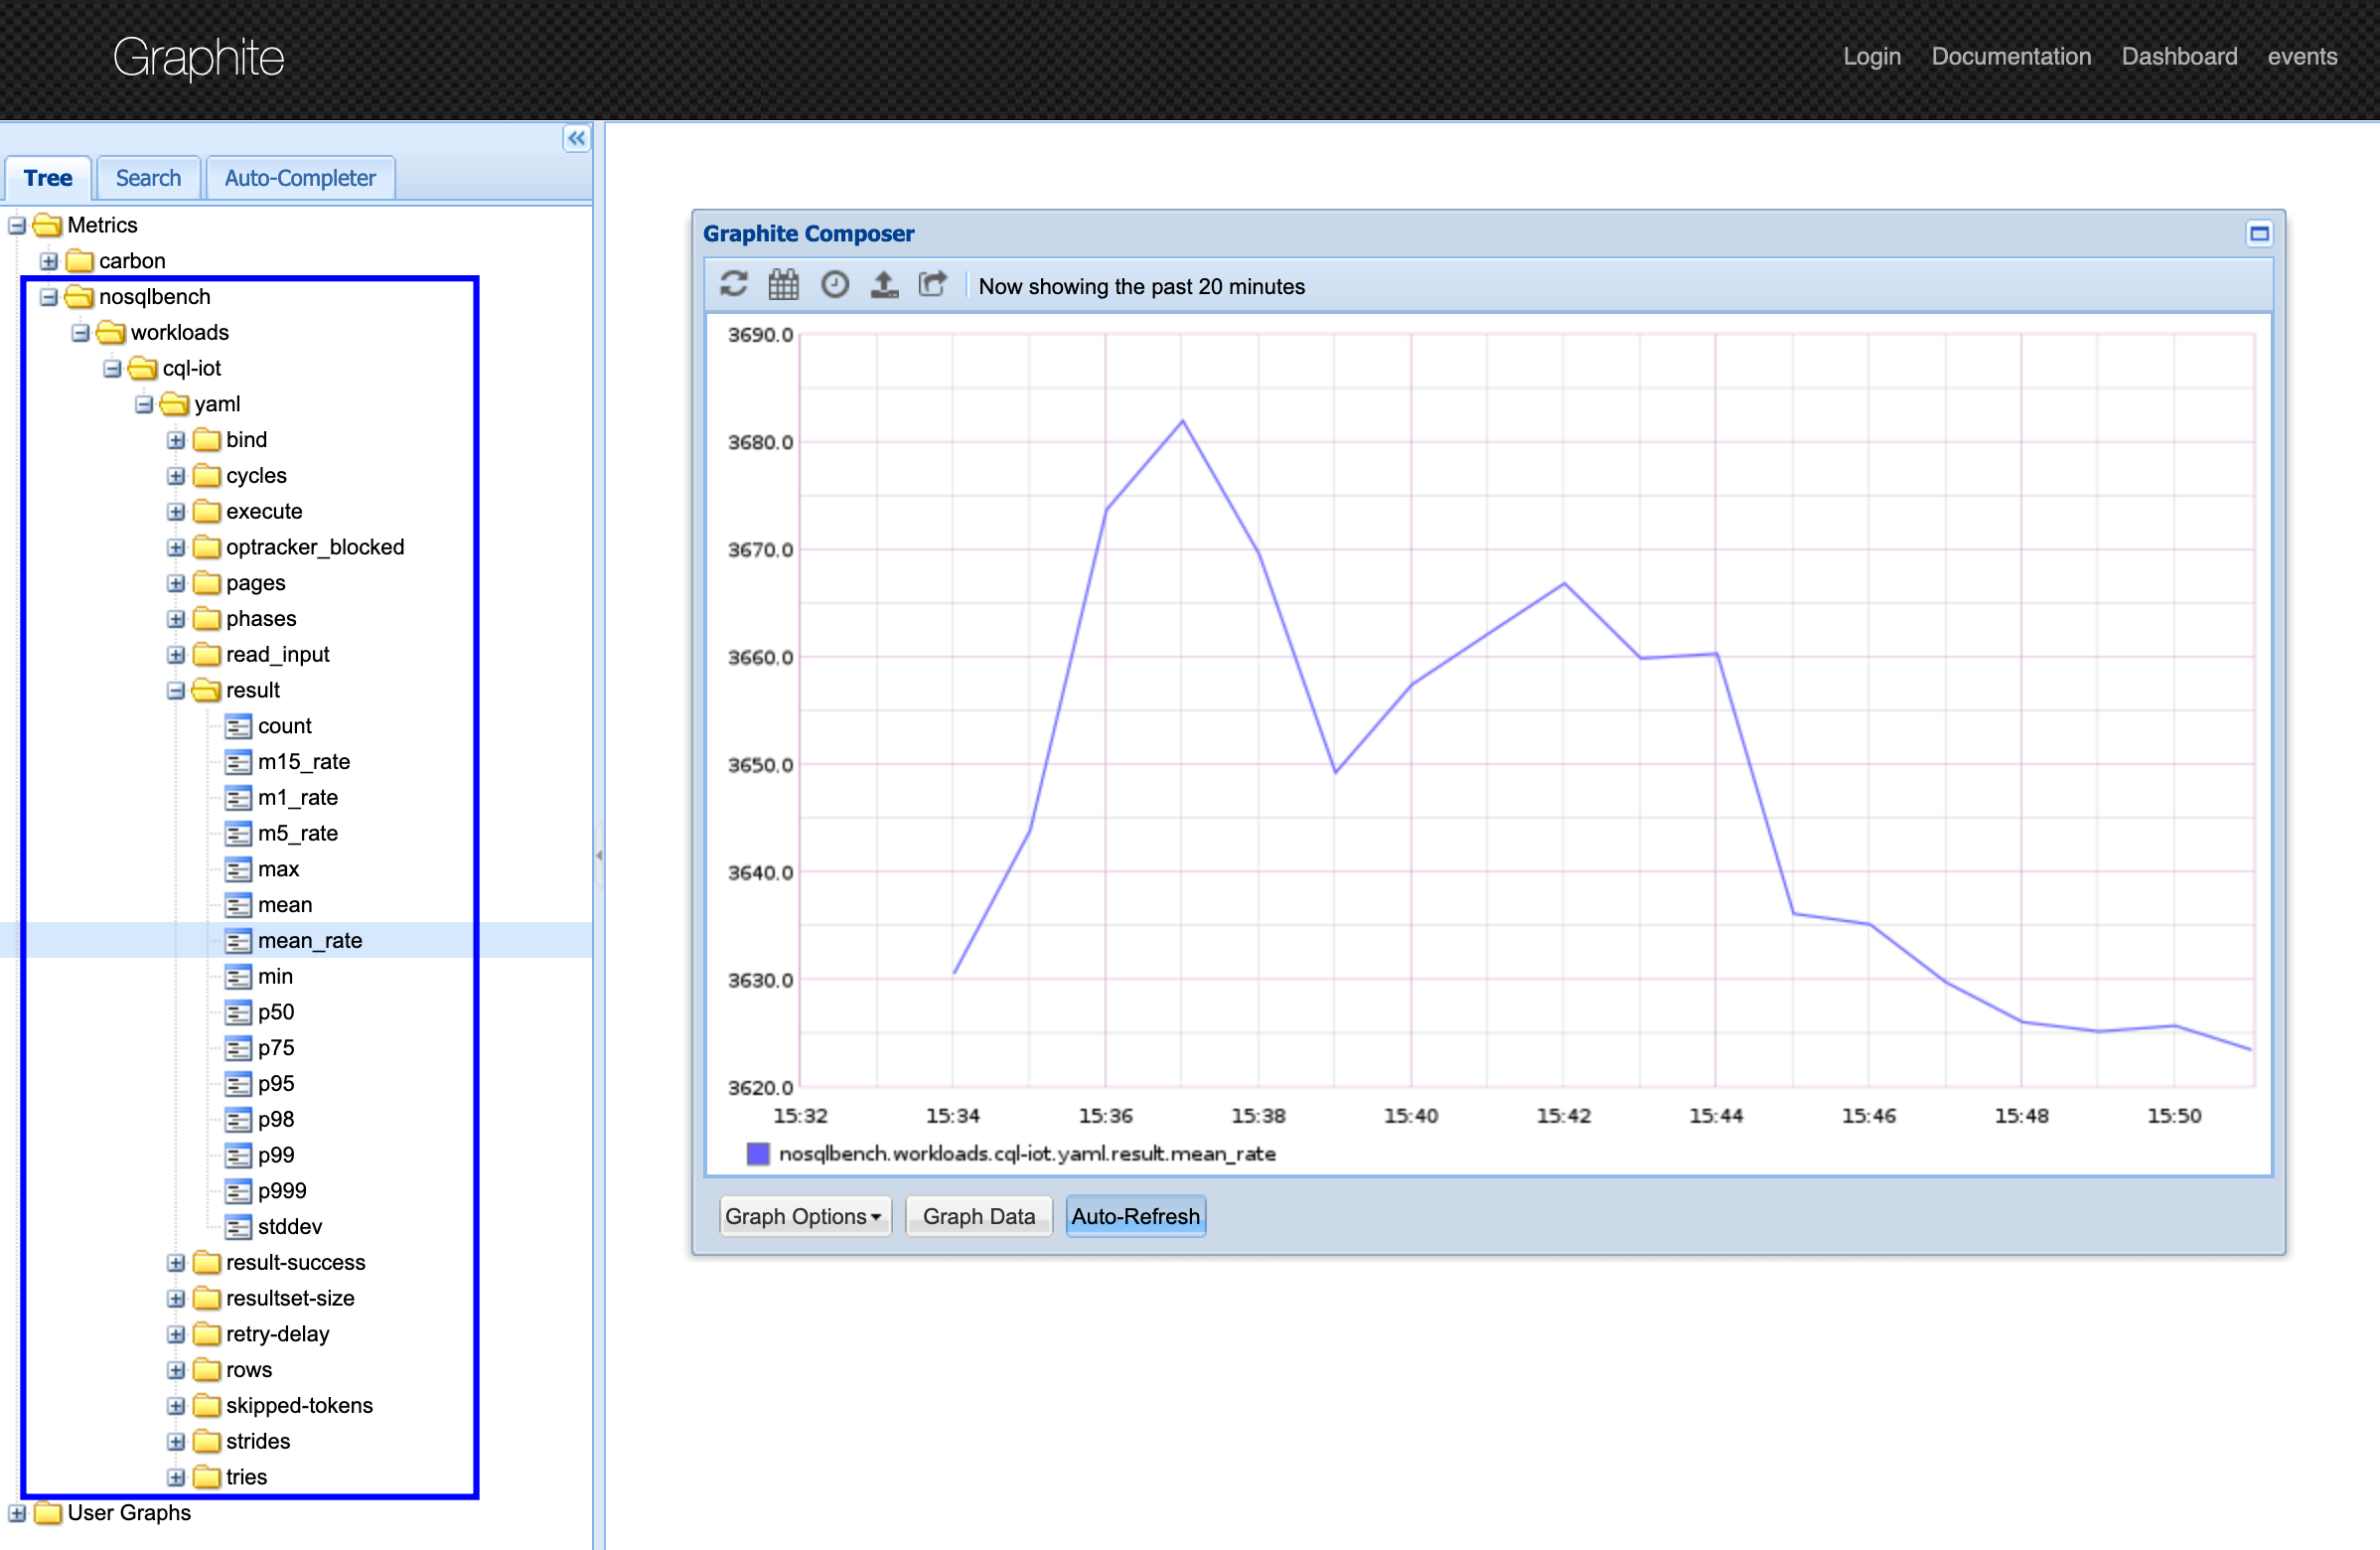 Graphite
Login Documentation Dashboard events
Tree Search Auto-Completer
Metrics
carbon
nosqlbench
workloads
cql-iot
yaml
bind
cycles
execute
optracker_blocked
pages
phases
read_input
result
count
m15_rate
m1_rate
m5_rate
max
mean
mean_rate
min
p50
p75
p95
p98
p99
p999
stddev
result-success
resultset-size
retry-delay
rows
skipped-tokens
strides
tries
User Graphs
Graphite Composer
Now showing the past 20 minutes
3690.0
3680.0
3670.0
3660.0
3650.0
3640.0
3630.0
3620.0
15:32 15:34 15:36 15:38 15:40 15:42 15:44 15:46 15:48 15:50
nosqlbench.workloads.cql-iot.yaml.result.mean_rate
Graph Options Graph Data Auto-Refresh